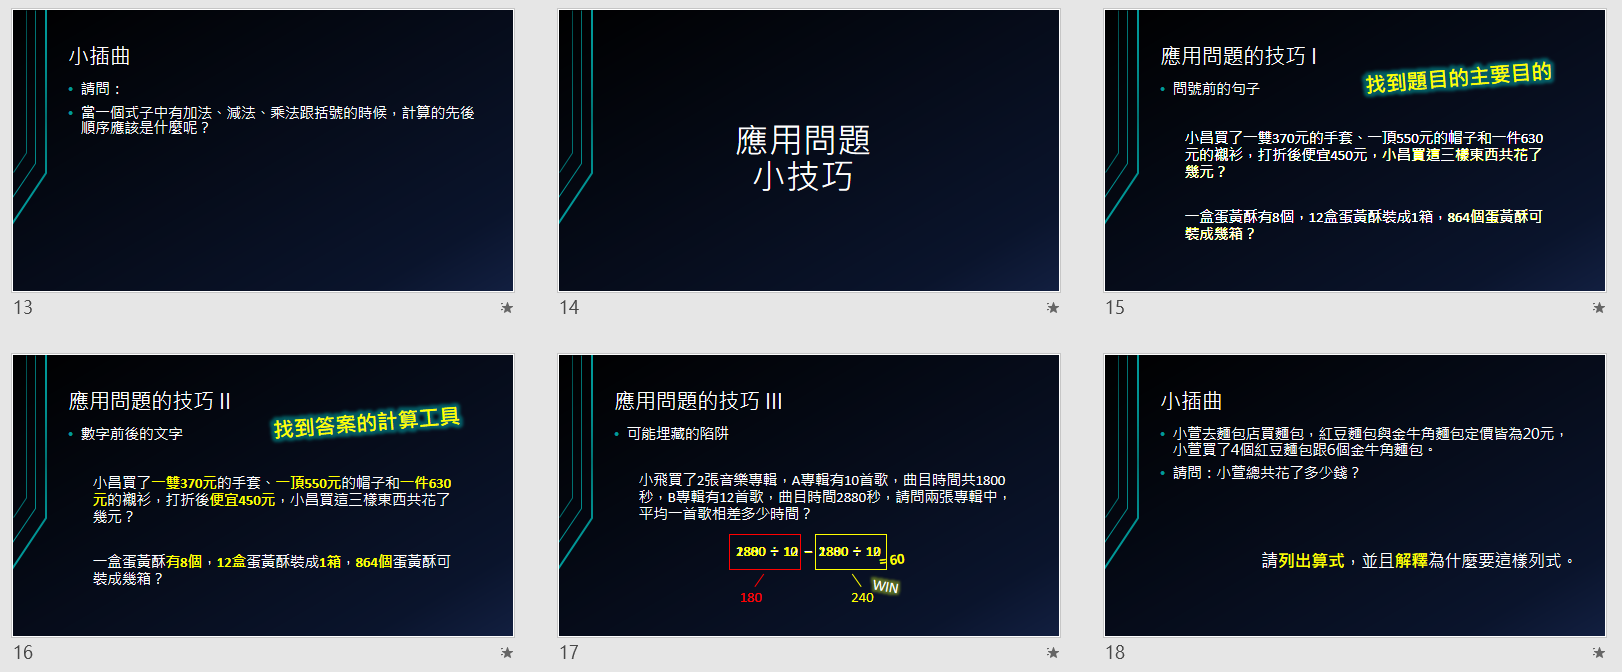 小插曲
請問：
當一個式子中有加法、減法、乘法跟括號的時候，計算的先後
順序應該是什麼呢？
13
應用問題
小技巧
14
應用問題的技巧 I
找到題目的主要目的
問號前的句子
小昌買了一雙370元的手套、一頂550元的帽子和一件630
元的襯衫，打折後便宜450元，小昌買這三樣東西共花了
幾元？
一盒蛋黃酥有8個，12盒蛋黃酥裝成1箱，864個蛋黃酥可
裝成幾箱？
15
應用問題的技巧 II
找到答案的計算工具
數字前後的文字
小昌買了一雙370元的手套、一頂550元的帽子和一件630
元的襯衫，打折後便宜450元，小昌買這三樣東西共花了
幾元？
一盒蛋黃酥有8個，12盒蛋黃酥裝成1箱，864個蛋黃酥可
裝成幾箱？
16
應用問題的技巧 III
可能埋藏的陷阱
小飛買了2張音樂專輯，A專輯有10首歌，曲目時間共1800
秒，B專輯有12首歌，曲目時間2880秒，請問兩張專輯中，
平均一首歌相差多少時間？
－
= 60
WIN
180
240
17
小插曲
小萱去麵包店買麵包，紅豆麵包與金牛角麵包定價皆為20元，
小萱買了4個紅豆麵包跟6個金牛角麵包。
請問：小萱總共花了多少錢？
請列出算式，並且解釋為什麼要這樣列式。
18